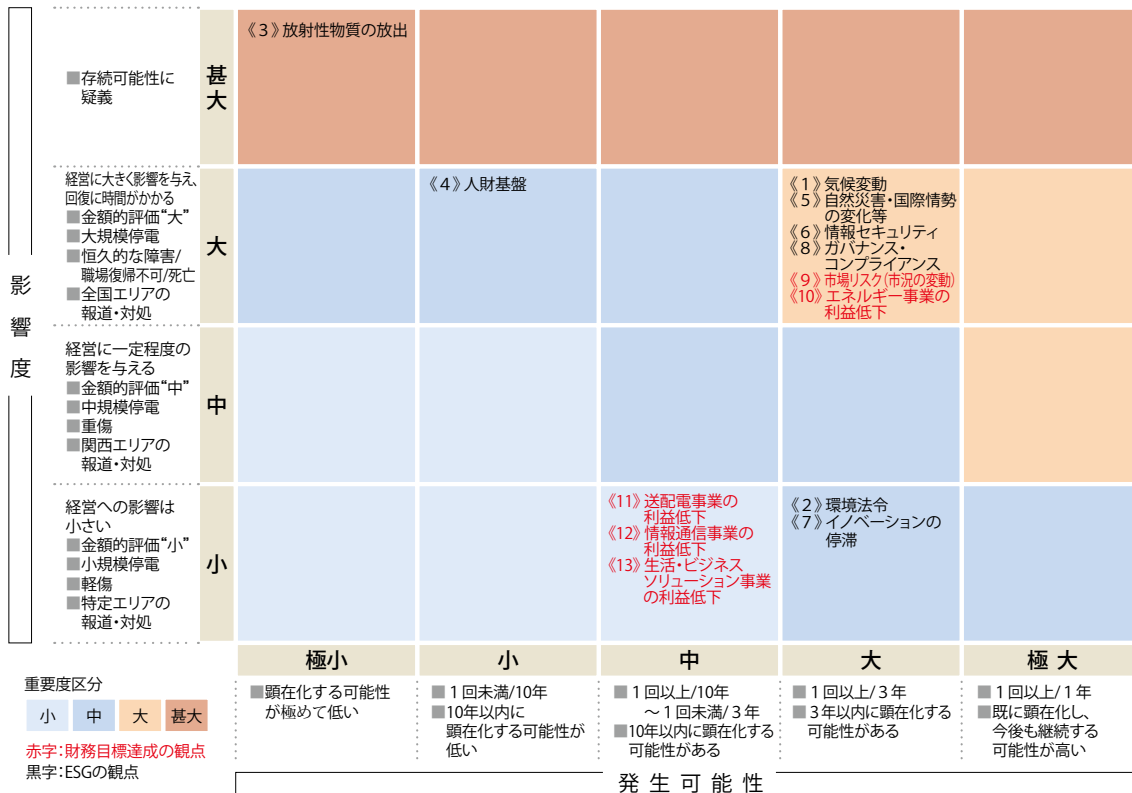 影響度
■存続可能性に
疑義
甚大
《3》放射性物質の放出
経営に大きく影響を与え、
回復に時間がかかる
■金額的評価“大”
■大規模停電
■恒久的な障害/
職場復帰不可/死亡
■全国エリアの
報道・対処
大
《4》人財基盤
《1》気候変動
《5》自然災害・国際情勢
の変化等
《6》情報セキュリティ
《8》ガバナンス・
コンプライアンス
《9》市場リスク(市況の変動)
《10》エネルギー事業の
利益低下
経営に一定程度の
影響を与える
■金額的評価“中”
■中規模停電
■重傷
■関西エリアの
報道・対処
中
経営への影響は
小さい
■金額的評価“小”
■小規模停電
■軽傷
■特定エリアの
報道・対処
小
《11》送配電事業の
利益低下
《12》情報通信事業の
利益低下
《13》生活・ビジネス
ソリューション事業
の利益低下
《2》環境法令
《7》イノベーションの
停滞
極小
小
中
大
極大
■顕在化する可能性
が極めて低い
■1回未満/10年
■10年以内に
顕在化する可能性が
低い
■1回以上/10年
～1回未満/3年
■10年以内に顕在化する
可能性がある
■1回以上/3年
■3年以内に顕在化する
可能性がある
■1回以上/1年
■既に顕在化し、
今後も継続する
可能性が高い
発生可能性
重要度区分
小 中 大 甚大
赤字:財務目標達成の観点
黒字:ESGの観点